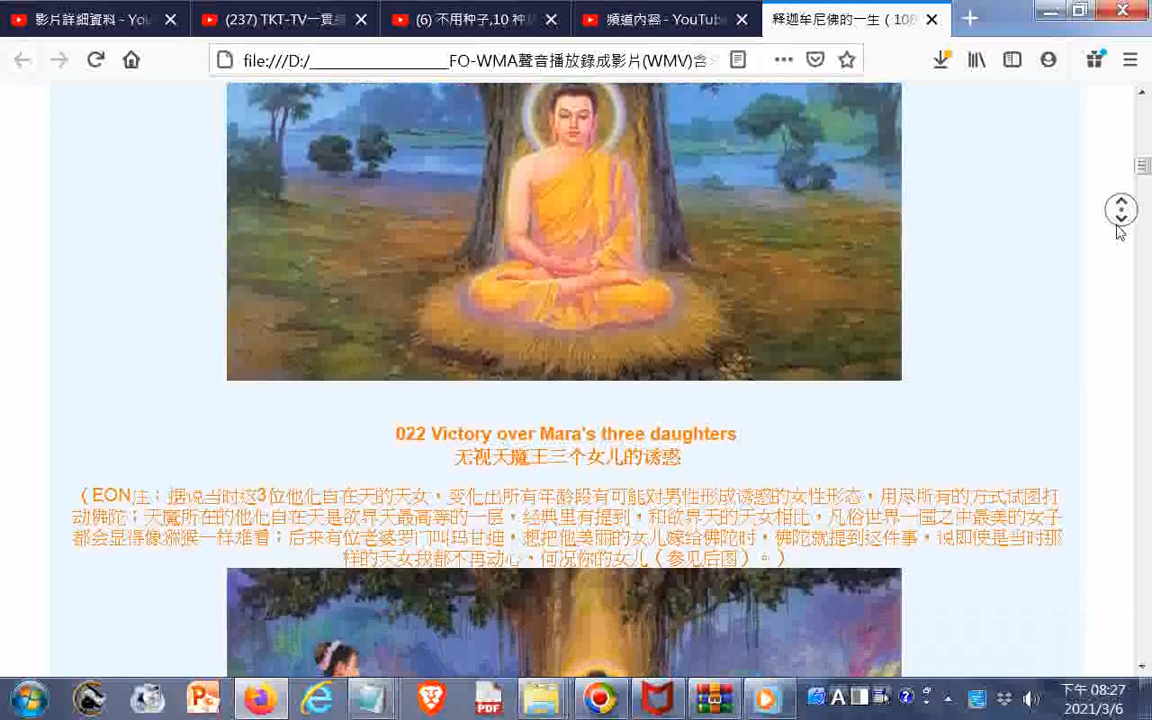 影片詳細資料 - You
(237) TKT-TV一貫
(6) 不用种子,10 种
頻道內容 - YouTub
释迦牟尼佛的一生（108
file:///D:/________________FO-WMA聲音播放錄成影片(WMV)含
022 Victory over Mara's three daughters
无视天魔王三个女儿的诱惑
（EON注；据说当时这3位他化自在天的天女，变化出所有年龄段有可能对男性形成诱惑的女性形态，用尽所有的方式试图打
动佛陀；天魔所在的他化自在天是欲界天最高等的一层，经典里有提到，和欲界天的天女相比，凡俗世界一国之中最美的女子
都会显得像猕猴一样难看；后来有位老婆罗门叫玛甘迪，想把他美丽的女儿嫁给佛陀时，佛陀就提到这件事，说即使是当时那
样的天女我都不再动心，何况你的女儿（参见后图）。）
PDF
A
下午 08:27
2021/3/6